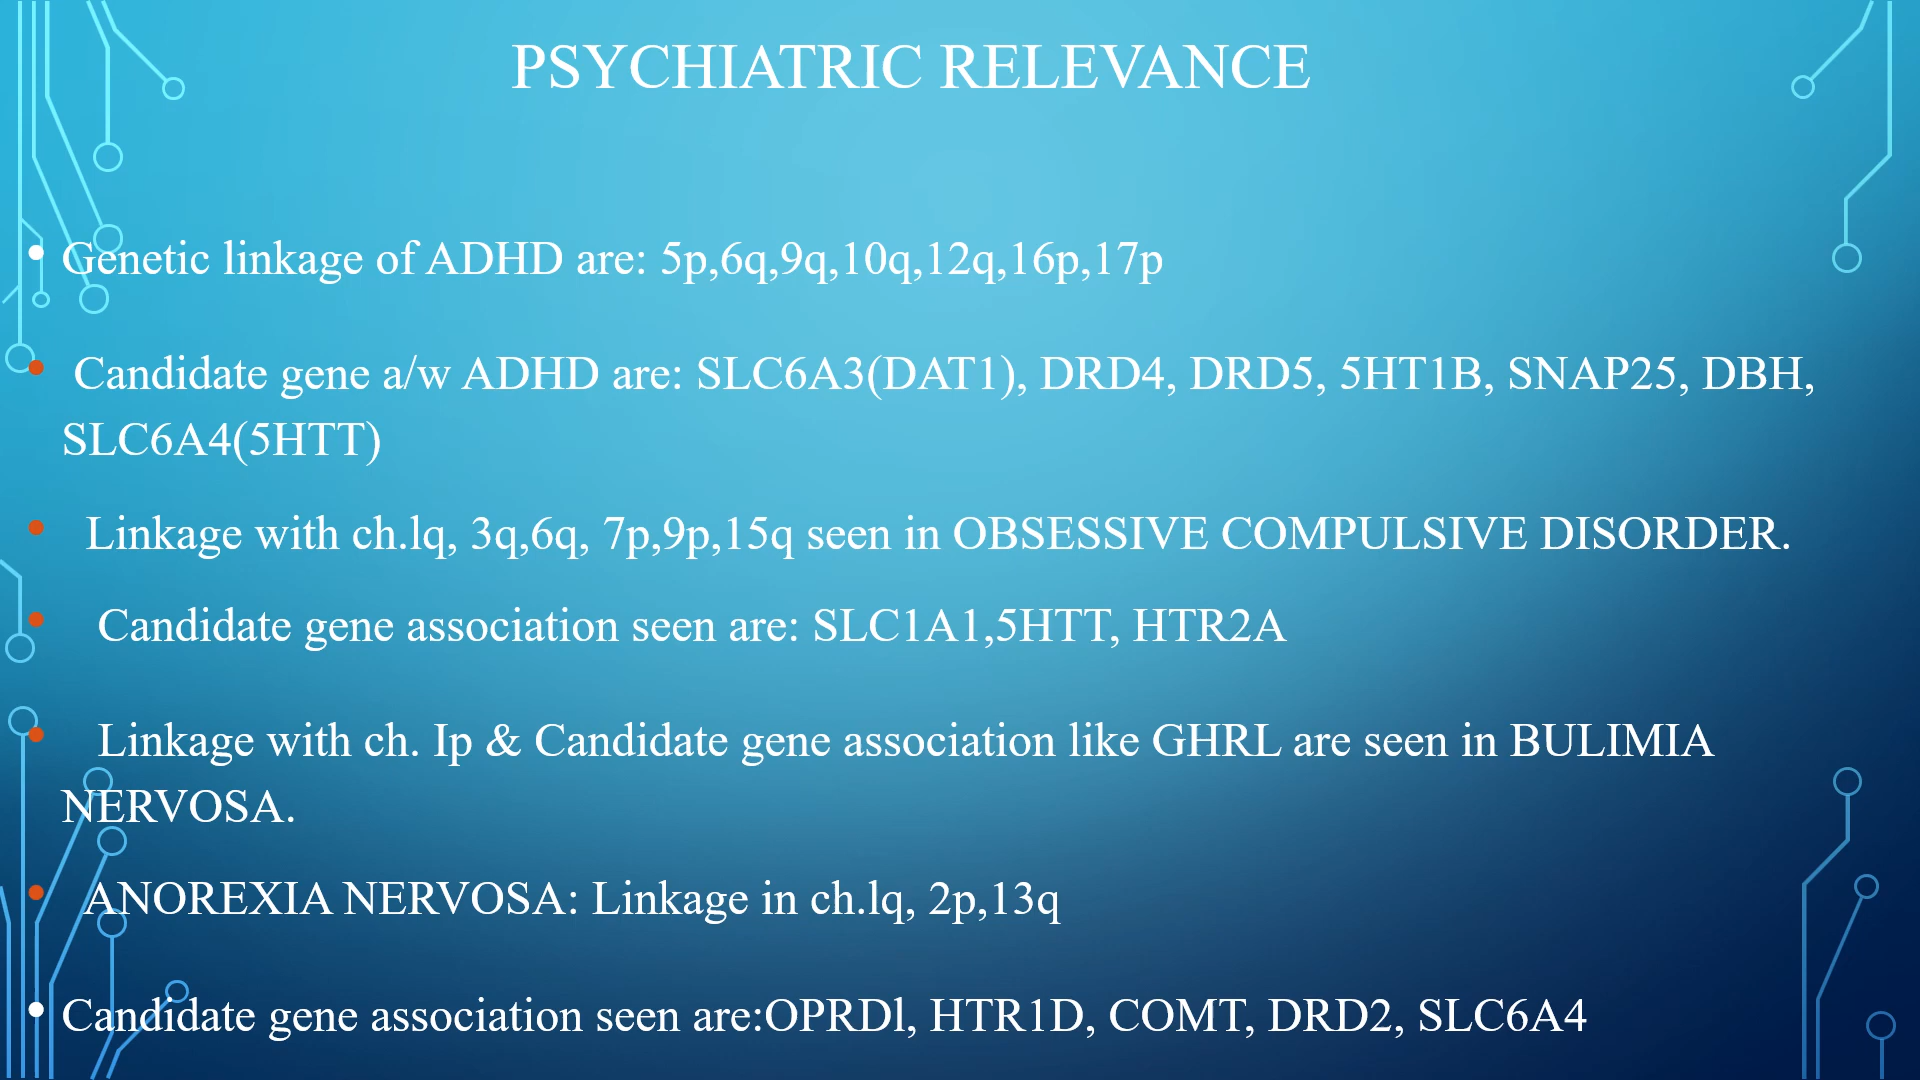 PSYCHIATRIC RELEVANCE
• Genetic linkage of ADHD are: 5p,6q,9q,10q,12q,16p,17p
• Candidate gene a/w ADHD are: SLC6A3(DAT1), DRD4, DRD5, 5HT1B, SNAP25, DBH,
SLC6A4(5HTT)
• Linkage with ch.lq, 3q,6q, 7p,9p,15q seen in OBSESSIVE COMPULSIVE DISORDER.
• Candidate gene association seen are: SLC1A1,5HTT, HTR2A
• Linkage with ch. Ip & Candidate gene association like GHRL are seen in BULIMIA
NERVOSA.
• ANOREXIA NERVOSA: Linkage in ch.lq, 2p,13q
• Candidate gene association seen are:OPRDl, HTR1D, COMT, DRD2, SLC6A4